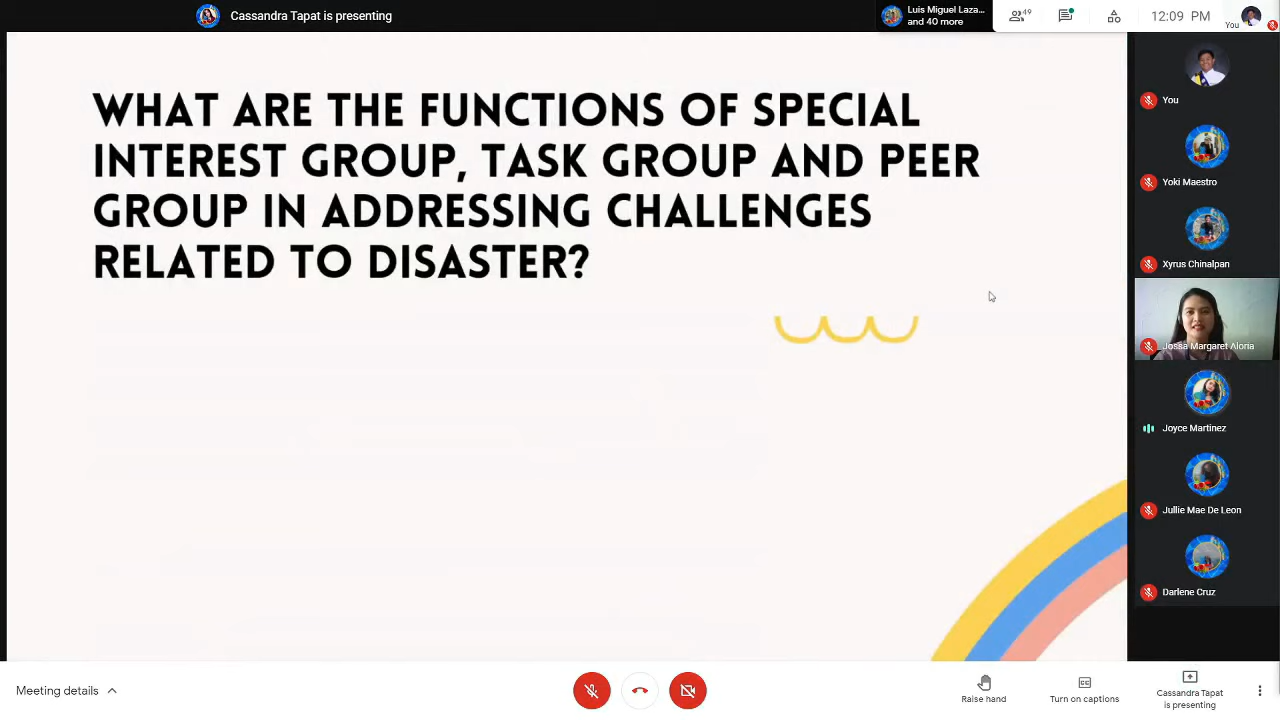 Cassandra Tapat is presenting
Luis Miguel Laza...
and 40 more
49
12:09 PM
You
WHAT ARE THE FUNCTIONS OF SPECIAL
INTEREST GROUP, TASK GROUP AND PEER
GROUP IN ADDRESSING CHALLENGES
RELATED TO DISASTER?
You
Yoki Maestro
Xyrus Chinalpan
Jossa Margaret Aloria
Joyce Martinez
Jullie Mae De Leon
Darlene Cruz
Meeting details
Raise hand
Turn on captions
Cassandra Tapat
is presenting